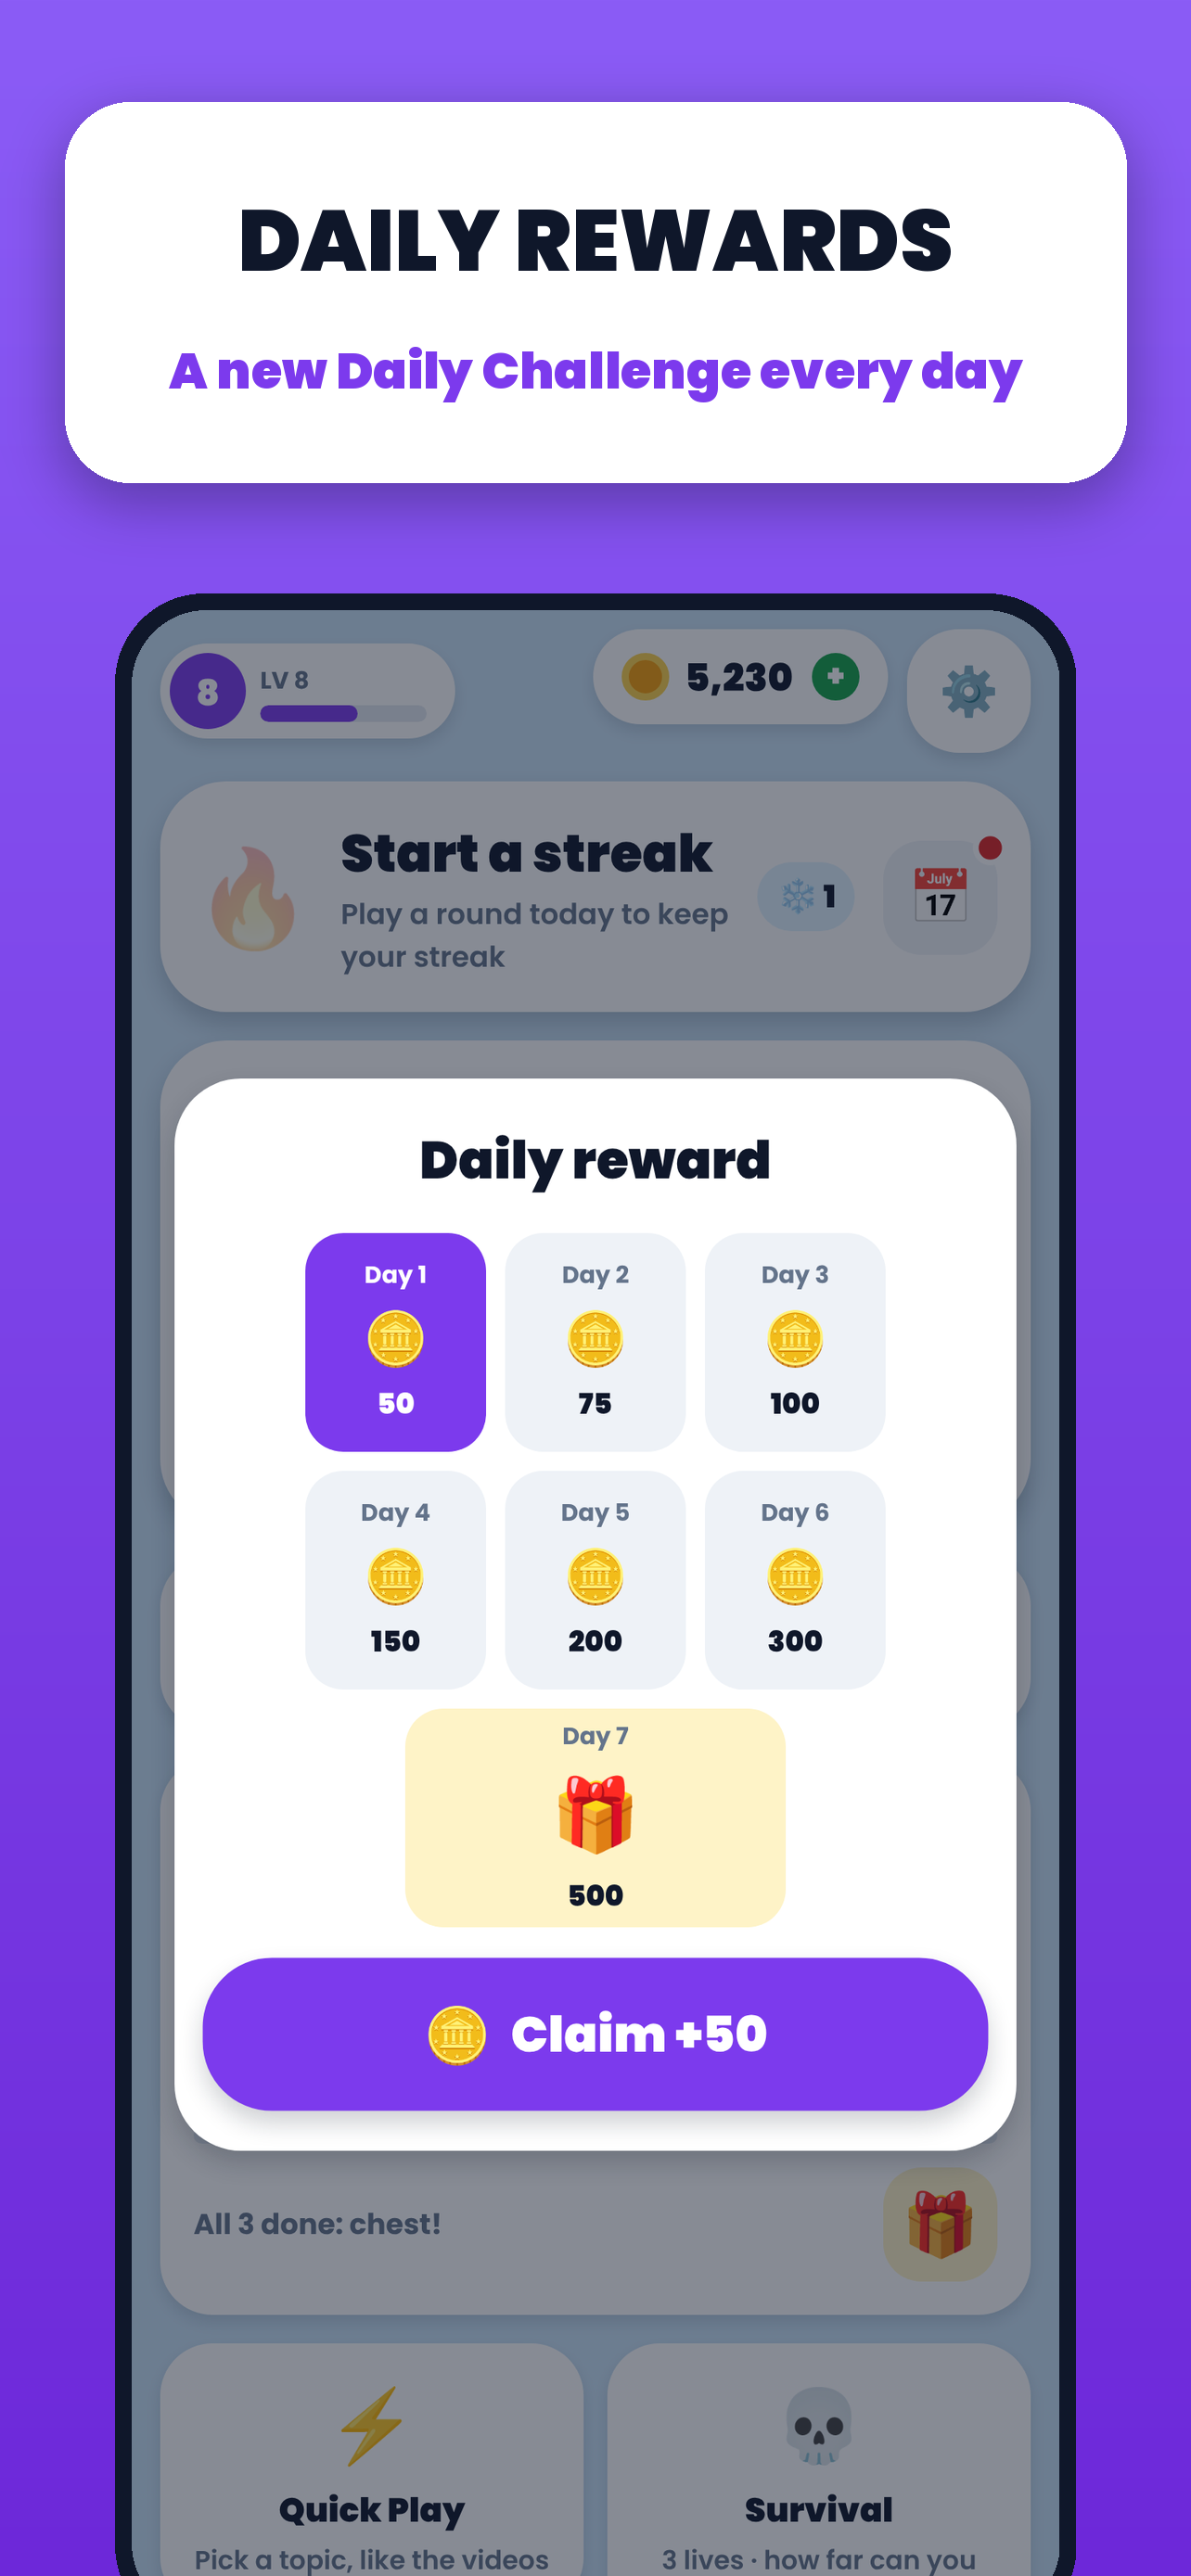 DAILY REWARDS
A new Daily Challenge every day
8
LV 8
5,230
+
Start a streak
Play a round today to keep
your streak
1
July
17
Daily reward
Day 1
50
Day 2
75
Day 3
100
Day 4
150
Day 5
200
Day 6
300
Day 7
500
Claim +50
All 3 done: chest!
Quick Play
Pick a topic, like the videos
Survival
3 lives · how far can you